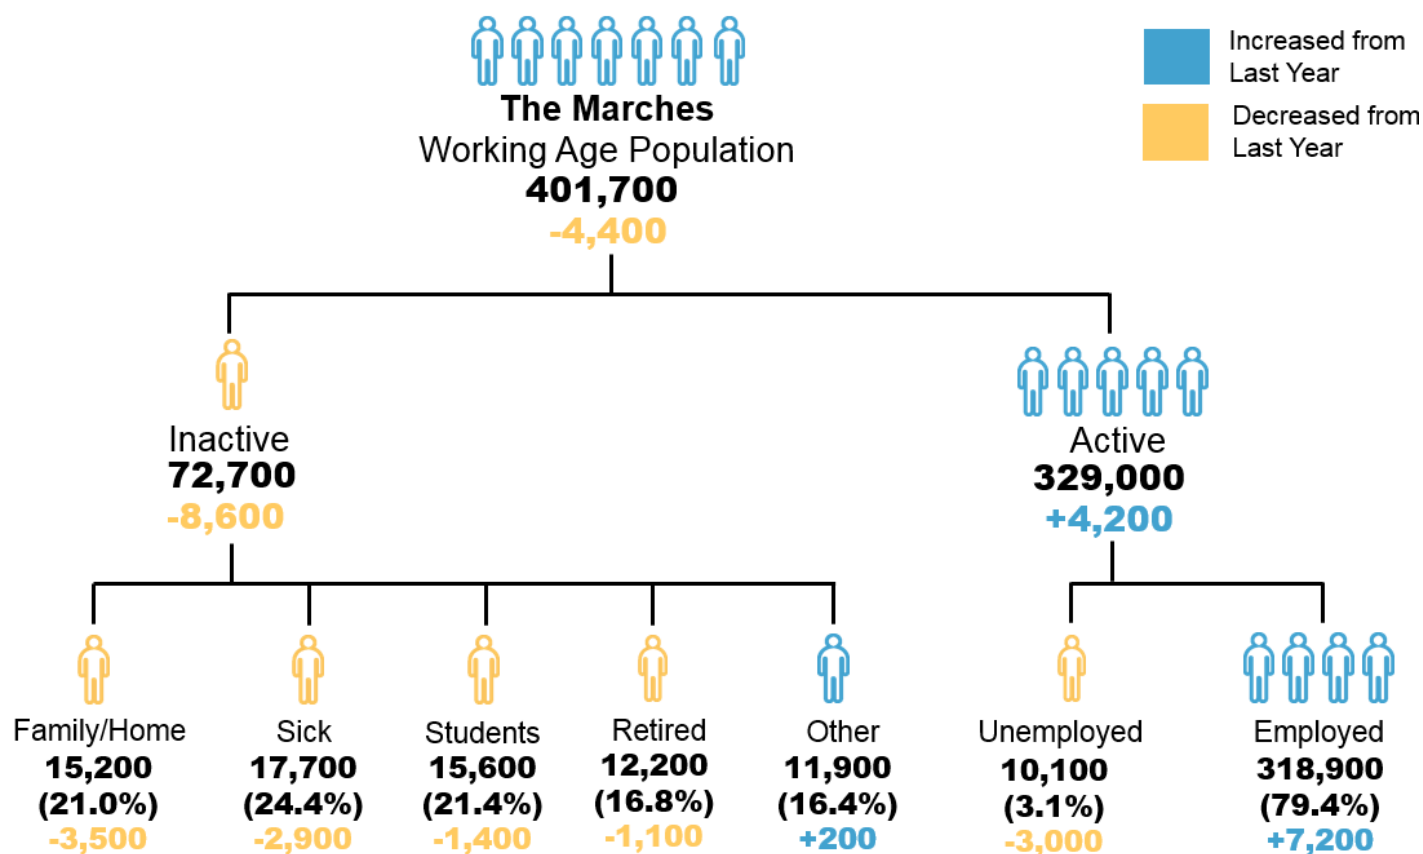 Increased from
Last Year
Decreased from
Last Year
The Marches
Working Age Population
401,700
-4,400
Inactive
72,700
-8,600
Active
329,000
+4,200
Family/Home
15,200
(21.0%)
-3,500
Sick
17,700
(24.4%)
-2,900
Students
15,600
(21.4%)
-1,400
Retired
12,200
(16.8%)
-1,100
Other
11,900
(16.4%)
+200
Unemployed
10,100
(3.1%)
-3,000
Employed
318,900
(79.4%)
+7,200